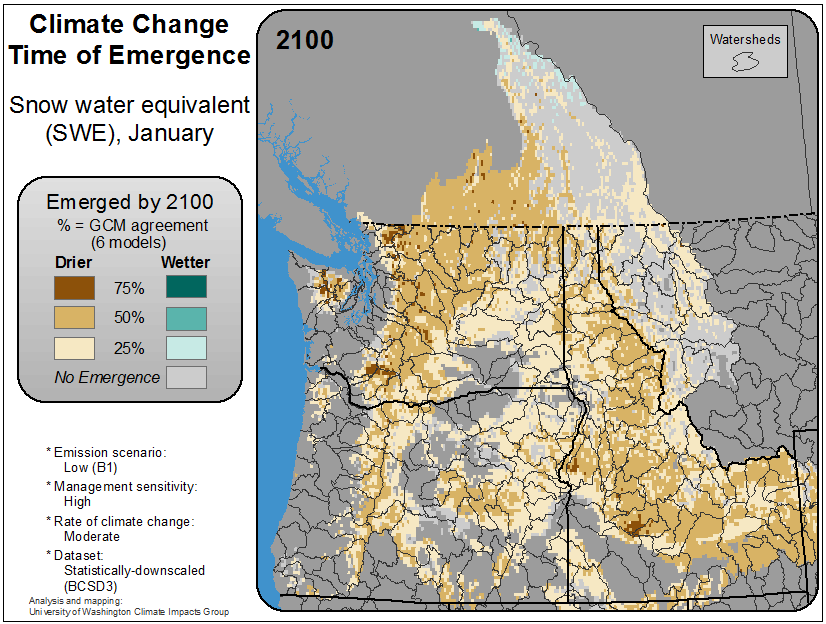 Climate Change
Time of Emergence
Snow water equivalent
(SWE), January
Emerged by 2100
% = GCM agreement
(6 models)
Drier Wetter
75%
50%
25%
No Emergence
* Emission scenario:
Low (B1)
* Management sensitivity:
High
* Rate of climate change:
Moderate
* Dataset:
Statistically-downscaled
(BCSD3)
Analysis and mapping:
University of Washington Climate Impacts Group
2100
Watersheds